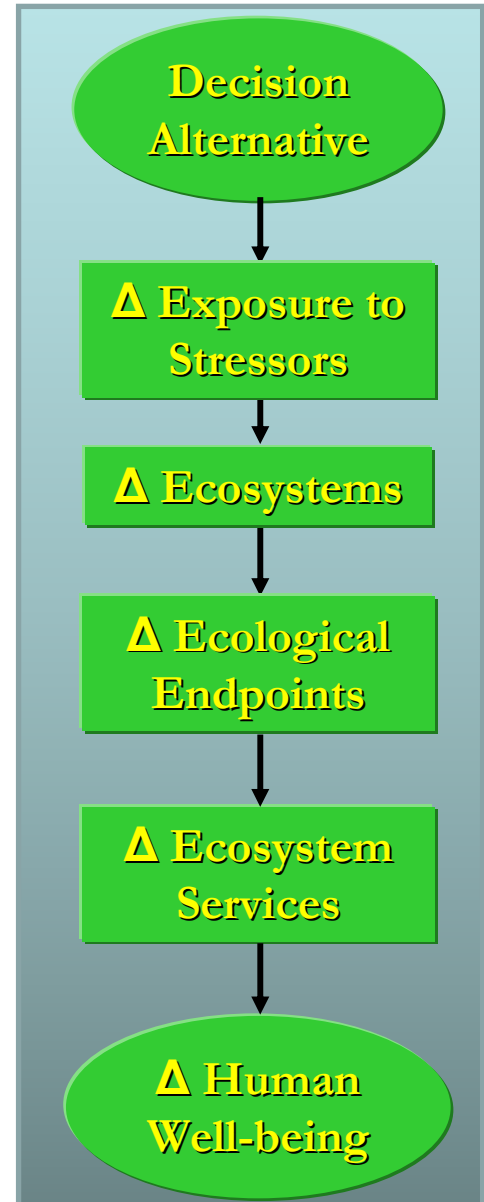 Decision
Alternative
Δ Exposure to
Stressors
Δ Ecosystems
Δ Ecological
Endpoints
Δ Ecosystem
Services
Δ Human
Well-being